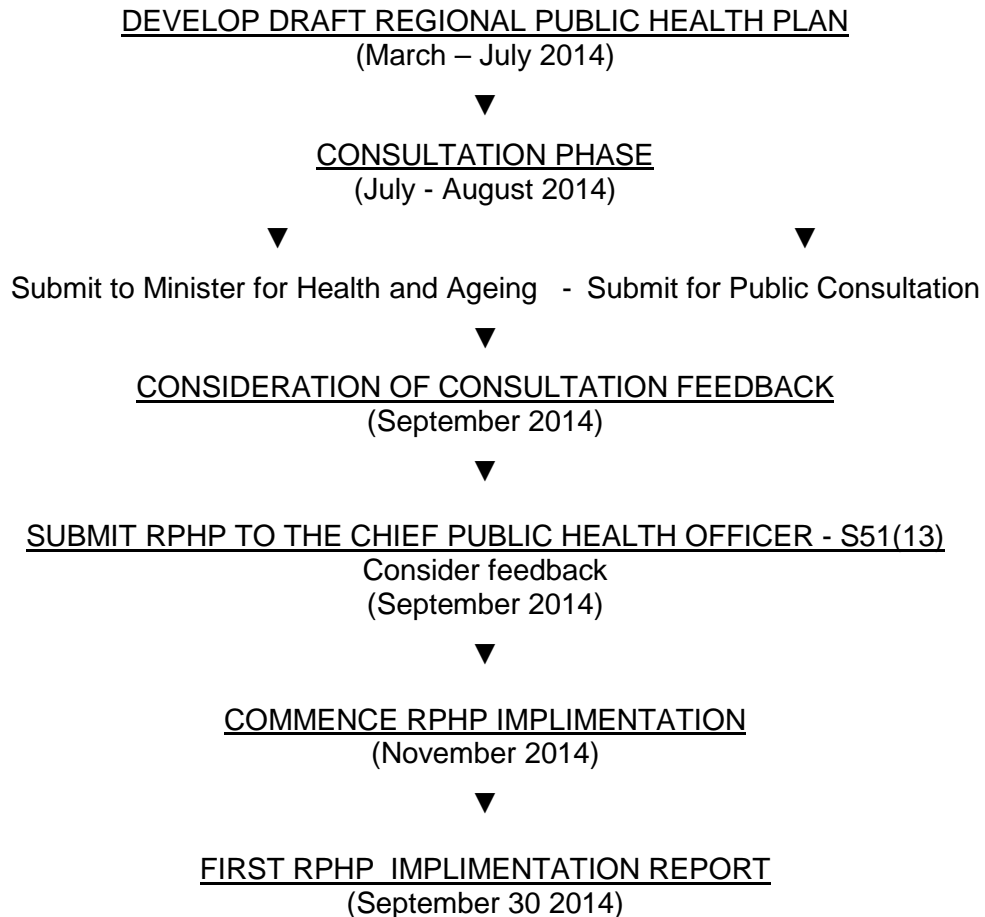 DEVELOP DRAFT REGIONAL PUBLIC HEALTH PLAN
(March – July 2014)
▼
CONSULTATION PHASE
(July - August 2014)
▼ ▼
Submit to Minister for Health and Ageing - Submit for Public Consultation
▼
CONSIDERATION OF CONSULTATION FEEDBACK
(September 2014)
▼
SUBMIT RPHP TO THE CHIEF PUBLIC HEALTH OFFICER - S51(13)
Consider feedback
(September 2014)
▼
COMMENCE RPHP IMPLIMENTATION
(November 2014)
▼
FIRST RPHP IMPLIMENTATION REPORT
(September 30 2014)